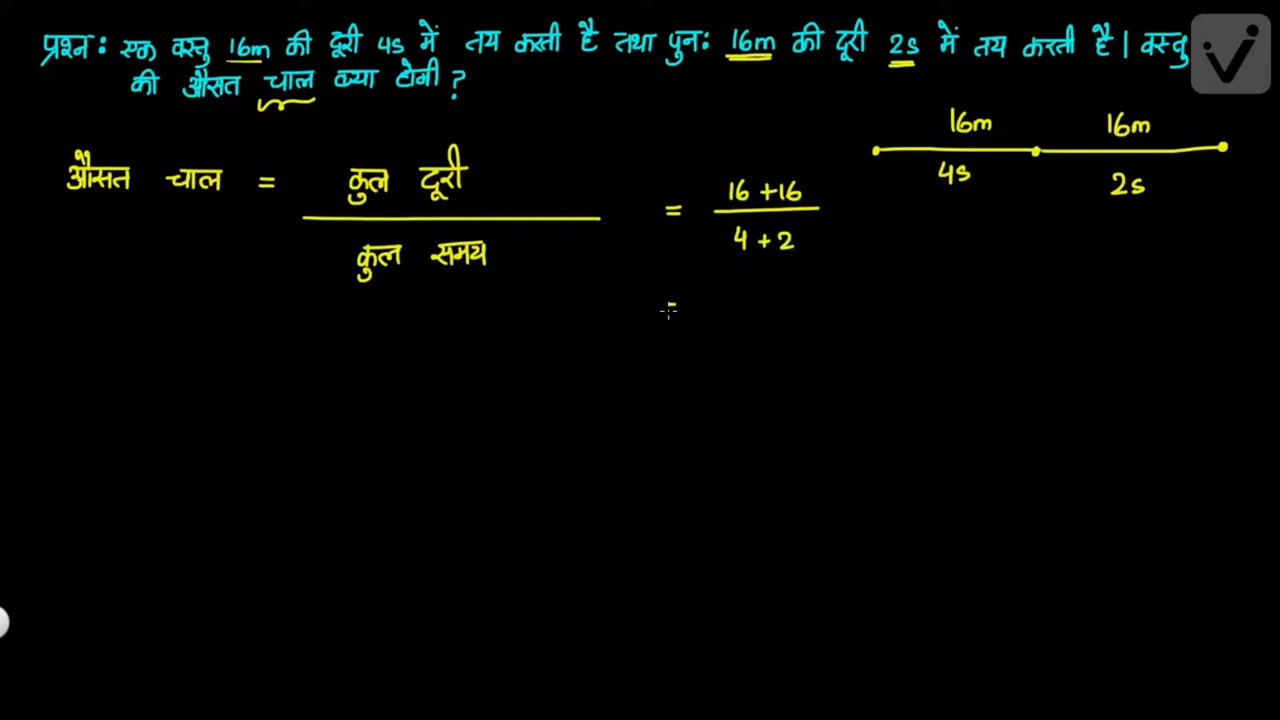 प्रश्न: एक वस्तु 16m की दूरी 4s में तय करती है तथा पुन: 16m की दूरी 2s में तय करती है। वस्तु
की औसत चाल क्या होगी ?
16m 16m
4s 2s
औसत चाल = कुल दूरी
कुल समय
= 16 + 16
4 + 2
=